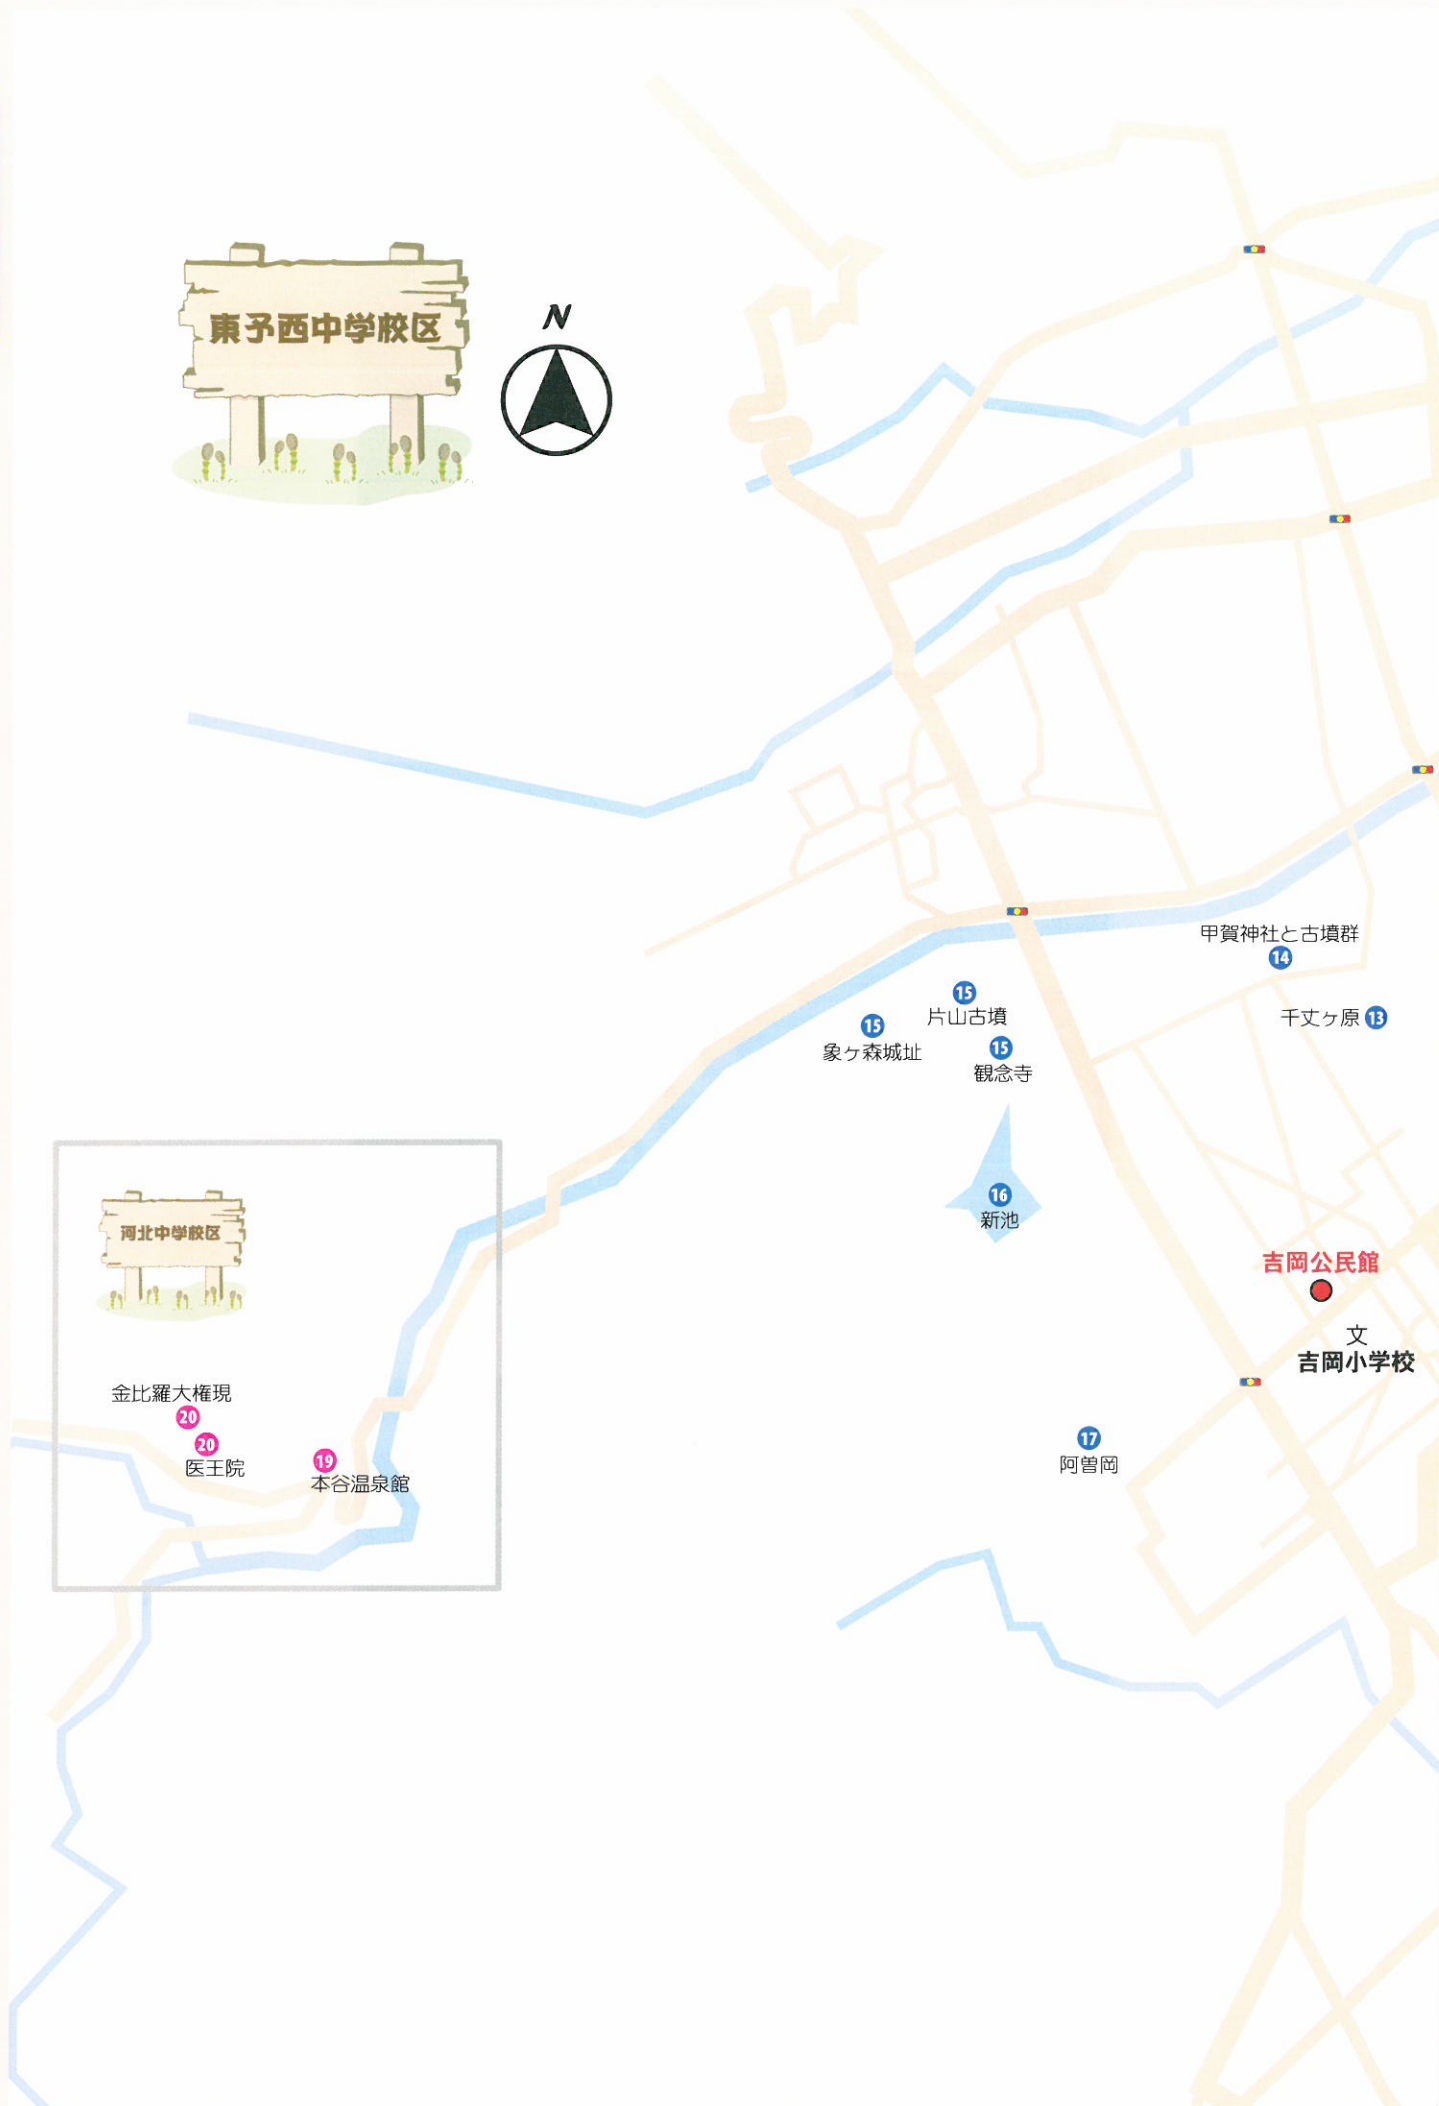 東予西中学校区
N
甲賀神社と古墳群
14
15
片山古墳
千丈ヶ原 13
15
象ヶ森城址
15
観念寺
16
新池
河北中学校区
吉岡公民館
文
吉岡小学校
金比羅大権現
20
20
医王院
19
本谷温泉館
17
阿曽岡